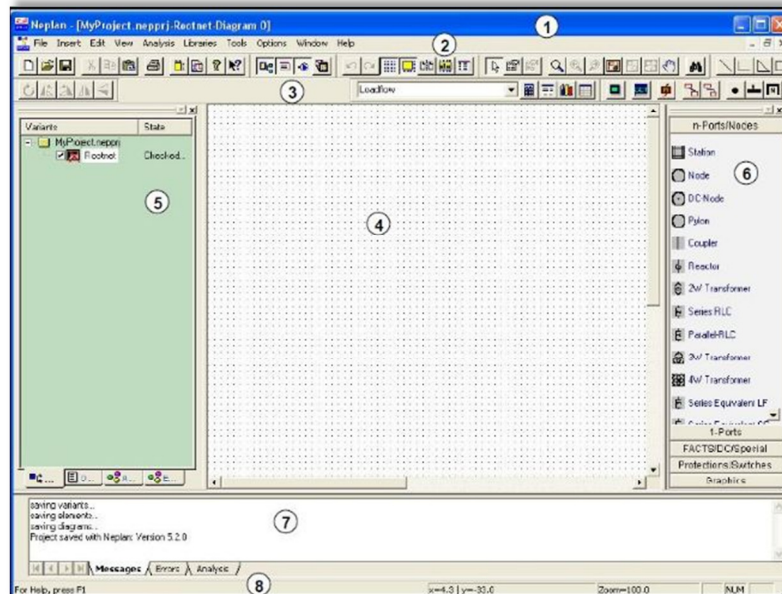 Neplan - [MyProject.nepprj-Rootnet-Diagram 0]
1
File Insert Edit View Analysis Libraries Tools Options Window Help
2
3
Loadflow
Variants State
MyProject.nepprj
Rootnet Checked..
5
4
n-Ports/Nodes
Station
6
Node
DC-Node
Pylon
Coupler
Reactor
2W Transformer
Series RLC
Parallel-RLC
3W Transformer
4W Transformer
Series Equivalent LF
1-Ports
FACTS/DC/Special
Protections/Switches
Graphics
D...
E...
saving variants...
saving elements...
saving diagrams...
Project saved with Neplan: Version 5.2.0
7
Messages Errors Analysis
8
For Help, press F1
x=4.3 | y=-33.0
Zoom=100.0
NUM